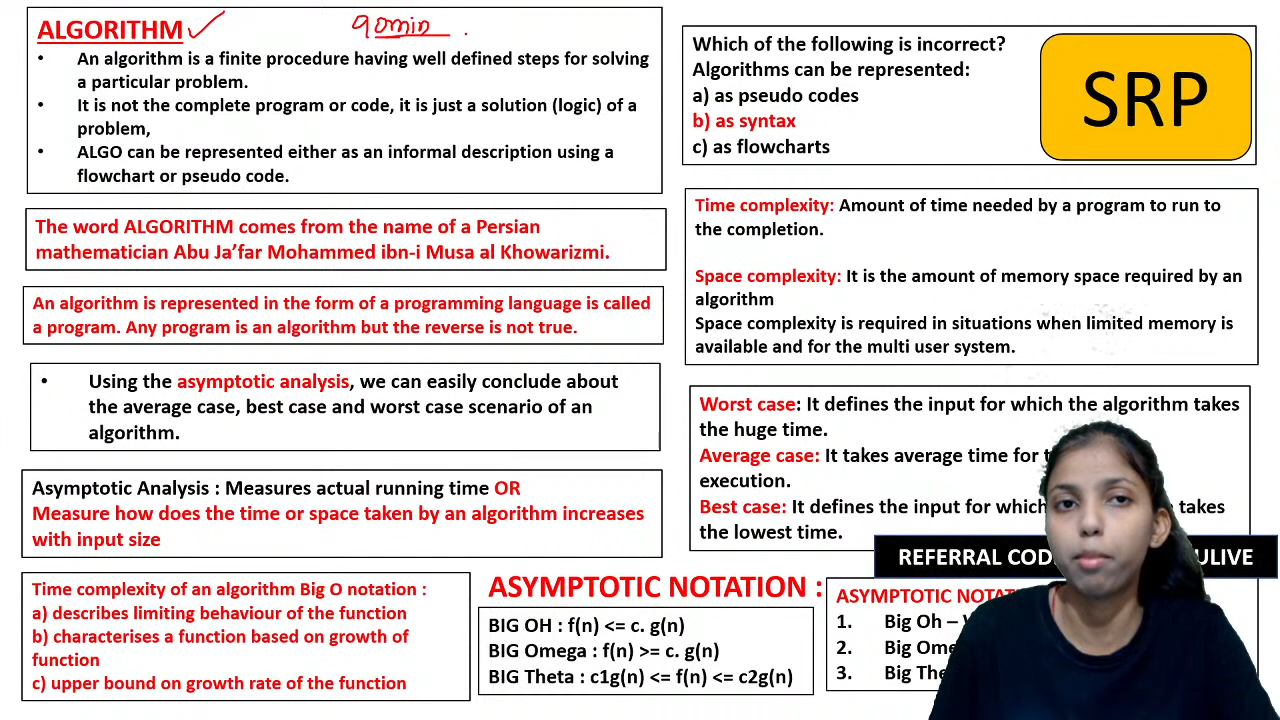 ALGORITHM
90min
• An algorithm is a finite procedure having well defined steps for solving
a particular problem.
• It is not the complete program or code, it is just a solution (logic) of a
problem,
• ALGO can be represented either as an informal description using a
flowchart or pseudo code.
The word ALGORITHM comes from the name of a Persian
mathematician Abu Ja’far Mohammed ibn-i Musa al Khowarizmi.
An algorithm is represented in the form of a programming language is called
a program. Any program is an algorithm but the reverse is not true.
• Using the asymptotic analysis, we can easily conclude about
the average case, best case and worst case scenario of an
algorithm.
Asymptotic Analysis : Measures actual running time OR
Measure how does the time or space taken by an algorithm increases
with input size
Time complexity of an algorithm Big O notation :
a) describes limiting behaviour of the function
b) characterises a function based on growth of
function
c) upper bound on growth rate of the function
ASYMPTOTIC NOTATION :
BIG OH : f(n) <= c. g(n)
BIG Omega : f(n) >= c. g(n)
BIG Theta : c1g(n) <= f(n) <= c2g(n)
Which of the following is incorrect?
Algorithms can be represented:
a) as pseudo codes
b) as syntax
c) as flowcharts
SRP
Time complexity: Amount of time needed by a program to run to
the completion.
Space complexity: It is the amount of memory space required by an
algorithm
Space complexity is required in situations when limited memory is
available and for the multi user system.
Worst case: It defines the input for which the algorithm takes
the huge time.
Average case: It takes average time for
execution.
Best case: It defines the input for which takes
the lowest time.
REFERRAL
ASYMPTOTIC
1. Big Oh –
2. Big
3. Big